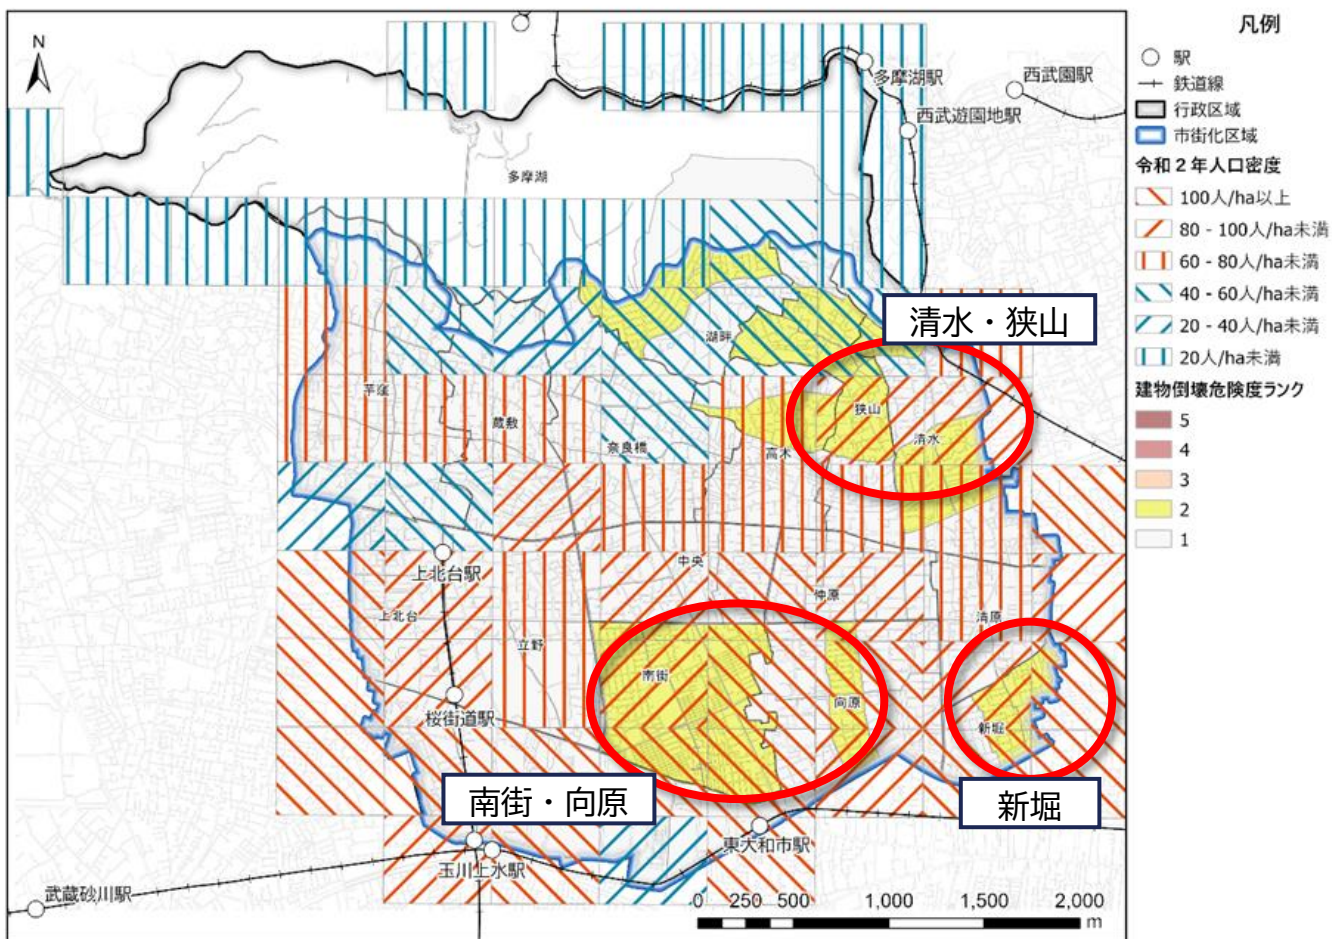 凡例
駅
鉄道線
行政区域
市街化区域
令和2年人口密度
100人/ha以上
80 - 100人/ha未満
60 - 80人/ha未満
40 - 60人/ha未満
20 - 40人/ha未満
20人/ha未満
建物倒壊危険度ランク
5
4
3
2
1
N
多摩湖駅
西武園駅
西武遊園地駅
多摩湖
清水・狭山
湖畔
芋窪
蔵敷
奈良橋
高木
狭山
清水
上北台駅
中央
仲原
上北台
清原
立野
南街
向原
新堀
桜街道駅
南街・向原
新堀
東大和市駅
玉川上水駅
武蔵砂川駅
0 250 500 1,000 1,500 2,000
m